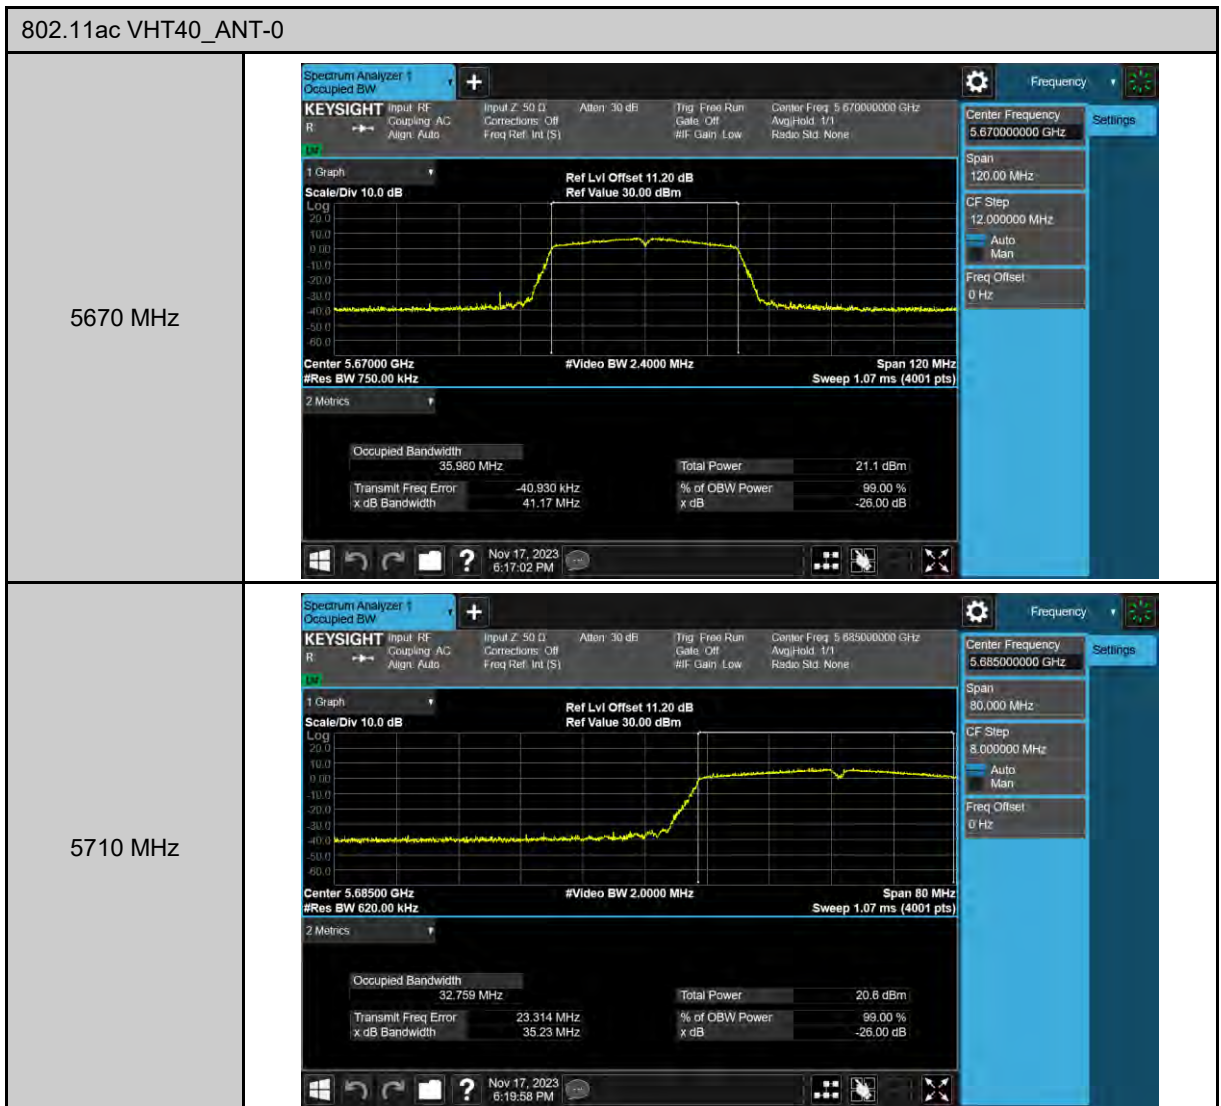 802.11ac VHT40_ANT-0
5670 MHz
Spectrum Analyzer 1
Occupied BW
+
Frequency
KEYSIGHT Input: RF Input Z: 50 Ω Atten: 30 dB Trig: Free Run Center Freq: 5.670000000 GHz
R Coupling: AC Corrections: Off Gate: Off Avg|Hold: 1/1
Align: Auto Freq Ref: Int (S) #IF Gain: Low Radio Std: None
Center Frequency
5.670000000 GHz
Settings
Span
120.00 MHz
CF Step
12.000000 MHz
Auto
Man
Freq Offset
0 Hz
1 Graph
Scale/Div 10.0 dB
Ref Lvl Offset 11.20 dB
Ref Value 30.00 dBm
Log
20.0
10.0
0.00
-10.0
-20.0
-30.0
-40.0
-50.0
-60.0
Center 5.67000 GHz #Video BW 2.4000 MHz Span 120 MHz
#Res BW 750.00 kHz Sweep 1.07 ms (4001 pts)
2 Metrics
Occupied Bandwidth
35.980 MHz Total Power 21.1 dBm
Transmit Freq Error -40.930 kHz % of OBW Power 99.00 %
x dB Bandwidth 41.17 MHz x dB -26.00 dB
? Nov 17, 2023
6:17:02 PM
5710 MHz
Spectrum Analyzer 1
Occupied BW
+
Frequency
KEYSIGHT Input: RF Input Z: 50 Ω Atten: 30 dB Trig: Free Run Center Freq: 5.685000000 GHz
R Coupling: AC Corrections: Off Gate: Off Avg|Hold: 1/1
Align: Auto Freq Ref: Int (S) #IF Gain: Low Radio Std: None
Center Frequency
5.685000000 GHz
Settings
Span
80.000 MHz
CF Step
8.000000 MHz
Auto
Man
Freq Offset
0 Hz
1 Graph
Scale/Div 10.0 dB
Ref Lvl Offset 11.20 dB
Ref Value 30.00 dBm
Log
20.0
10.0
0.00
-10.0
-20.0
-30.0
-40.0
-50.0
-60.0
Center 5.68500 GHz #Video BW 2.0000 MHz Span 80 MHz
#Res BW 620.00 kHz Sweep 1.07 ms (4001 pts)
2 Metrics
Occupied Bandwidth
32.759 MHz Total Power 20.6 dBm
Transmit Freq Error 23.314 MHz % of OBW Power 99.00 %
x dB Bandwidth 35.23 MHz x dB -26.00 dB
? Nov 17, 2023
6:19:58 PM